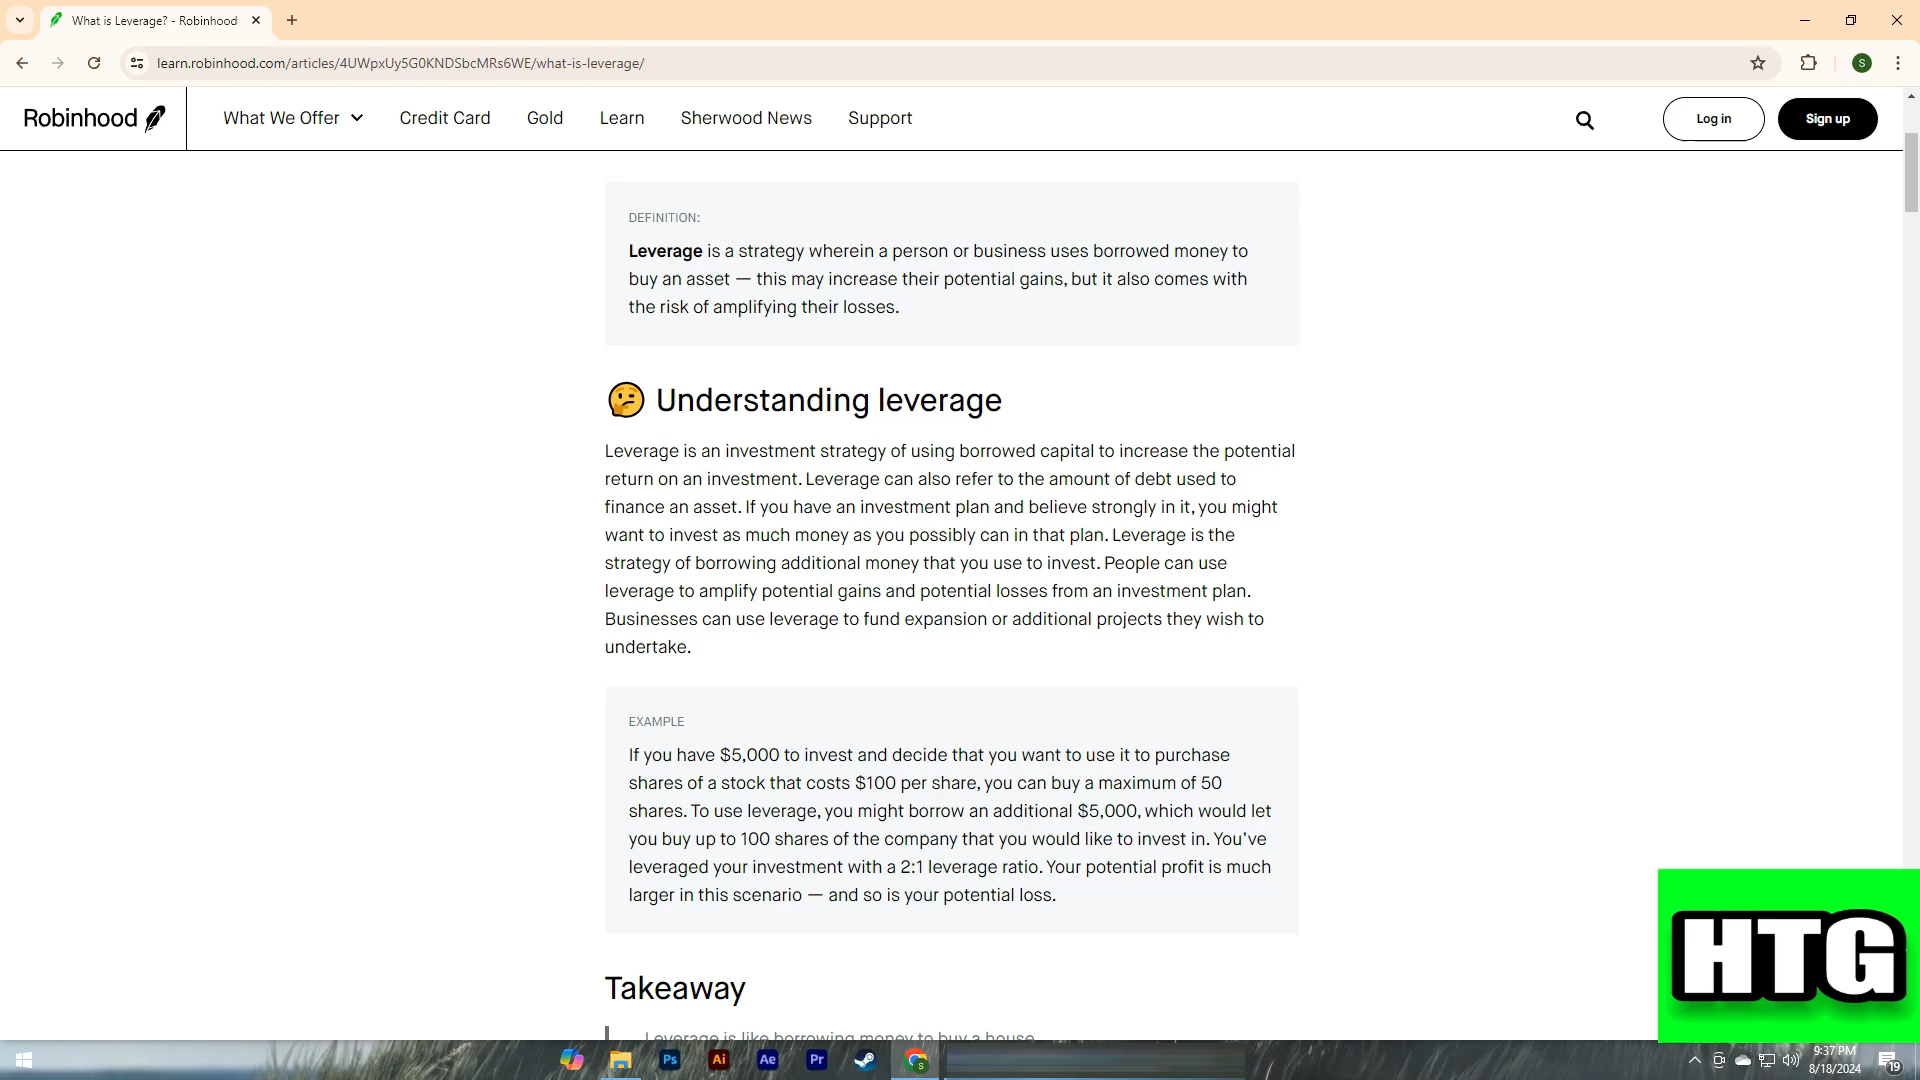 What is Leverage? - Robinhood
learn.robinhood.com/articles/4UWpxUy5G0KNDSbcMRs6WE/what-is-leverage/
S
Robinhood
What We Offer
Credit Card
Gold
Learn
Sherwood News
Support
Log in
Sign up
DEFINITION:
Leverage is a strategy wherein a person or business uses borrowed money to
buy an asset — this may increase their potential gains, but it also comes with
the risk of amplifying their losses.
Understanding leverage
Leverage is an investment strategy of using borrowed capital to increase the potential
return on an investment. Leverage can also refer to the amount of debt used to
finance an asset. If you have an investment plan and believe strongly in it, you might
want to invest as much money as you possibly can in that plan. Leverage is the
strategy of borrowing additional money that you use to invest. People can use
leverage to amplify potential gains and potential losses from an investment plan.
Businesses can use leverage to fund expansion or additional projects they wish to
undertake.
EXAMPLE
If you have $5,000 to invest and decide that you want to use it to purchase
shares of a stock that costs $100 per share, you can buy a maximum of 50
shares. To use leverage, you might borrow an additional $5,000, which would let
you buy up to 100 shares of the company that you would like to invest in. You’ve
leveraged your investment with a 2:1 leverage ratio. Your potential profit is much
larger in this scenario — and so is your potential loss.
HTG
Takeaway
Leverage is like borrowing money to buy a house
Ps
Ai
Ae
Pr
S
9:37 PM
8/18/2024
19